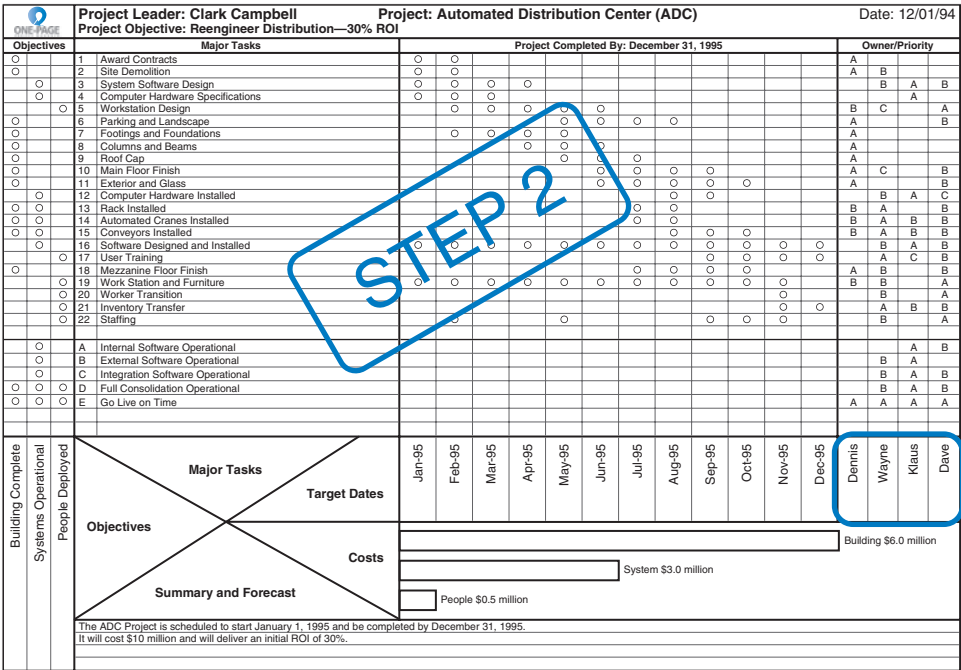 ONE-PAGE
Project Leader: Clark Campbell Project: Automated Distribution Center (ADC) Date: 12/01/94
Project Objective: Reengineer Distribution—30% ROI
Objectives Major Tasks Project Completed By: December 31, 1995 Owner/Priority
1 Award Contracts A
2 Site Demolition A B
3 System Software Design B A B
4 Computer Hardware Specifications A
5 Workstation Design B C A
6 Parking and Landscape A B
7 Footings and Foundations A
8 Columns and Beams A
9 Roof Cap A
10 Main Floor Finish A C B
11 Exterior and Glass A B
12 Computer Hardware Installed B A C
13 Rack Installed B A B
14 Automated Cranes Installed B A B B
15 Conveyors Installed B A B B
16 Software Designed and Installed B A B
17 User Training A C B
18 Mezzanine Floor Finish A B B
19 Work Station and Furniture B B A
20 Worker Transition B A
21 Inventory Transfer A B B
22 Staffing B A
STEP 2
A Internal Software Operational A B
B External Software Operational B A
C Integration Software Operational B A B
D Full Consolidation Operational B A B
E Go Live on Time A A A A
Building Complete
Systems Operational
People Deployed
Major Tasks
Target Dates
Objectives
Costs
Summary and Forecast
Jan-95
Feb-95
Mar-95
Apr-95
May-95
Jun-95
Jul-95
Aug-95
Sep-95
Oct-95
Nov-95
Dec-95
Dennis
Wayne
Klaus
Dave
Building $6.0 million
System $3.0 million
People $0.5 million
The ADC Project is scheduled to start January 1, 1995 and be completed by December 31, 1995.
It will cost $10 million and will deliver an initial ROI of 30%.